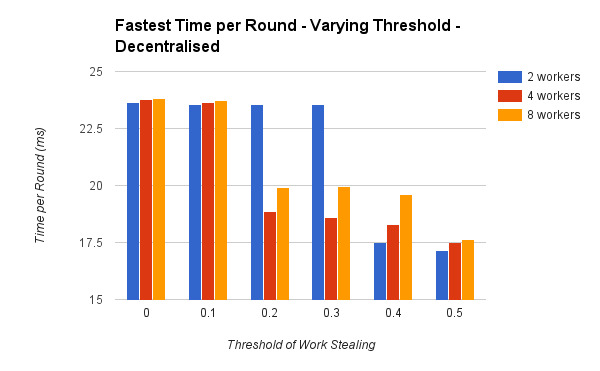 Fastest Time per Round - Varying Threshold -
Decentralised
25
22.5
20
17.5
15
Time per Round (ms)
0 0.1 0.2 0.3 0.4 0.5
Threshold of Work Stealing
2 workers
4 workers
8 workers